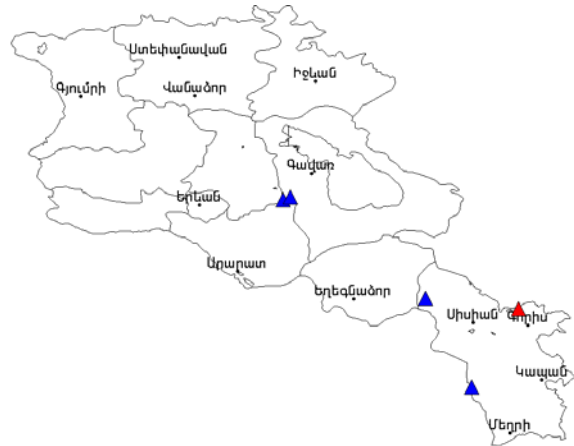 Ստեփանավան
Իջևան
Գյումրի
Վանաձոր
Գավառ
Երևան
Արարատ
Եղեգնաձոր
Սիսիան
Գորիս
Կապան
Մեղրի